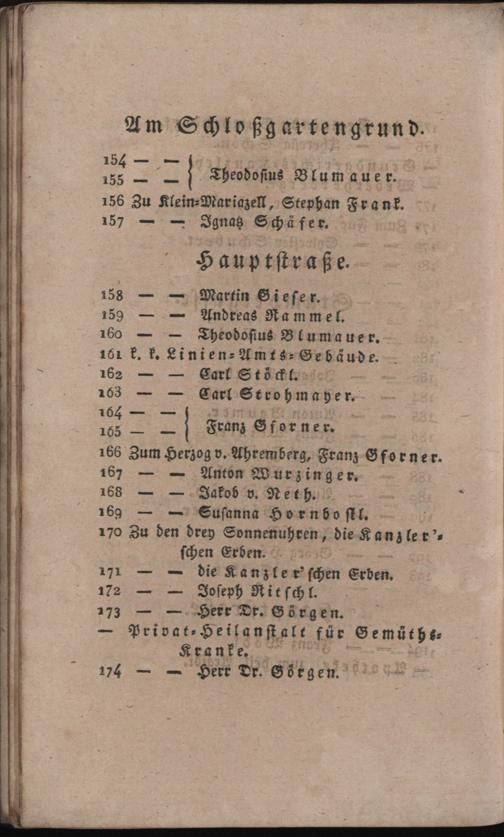 Am Schloßgartengrund.
154 — —
155 — — } Theodosius Blumauer.
156 Zu Klein-Mariazell, Stephan Frank.
157 — — Ignatz Schäfer.
Hauptstraße.
158 — — Martin Gieser.
159 — — Andreas Rammel.
160 — — Theodosius Blumauer.
161 k. k. Linien-Amts-Gebäude.
162 — — Carl Stöckl.
163 — — Carl Strohmayer.
164 — —
165 — — } Franz Gforner.
166 Zum Herzog v. Ahremberg, Franz Gforner.
167 — — Anton Wurzinger.
168 — — Jakob v. Neth.
169 — — Susanna Hornbostl.
170 Zu den drey Sonnenuhren, die Kanzler'-
schen Erben.
171 — — die Kanzler'schen Erben.
172 — — Joseph Ritschl.
173 — — Herr Dr. Görgen.
— Privat-Heilanstalt für Gemüths-
Kranke.
174 — — Herr Dr. Görgen.